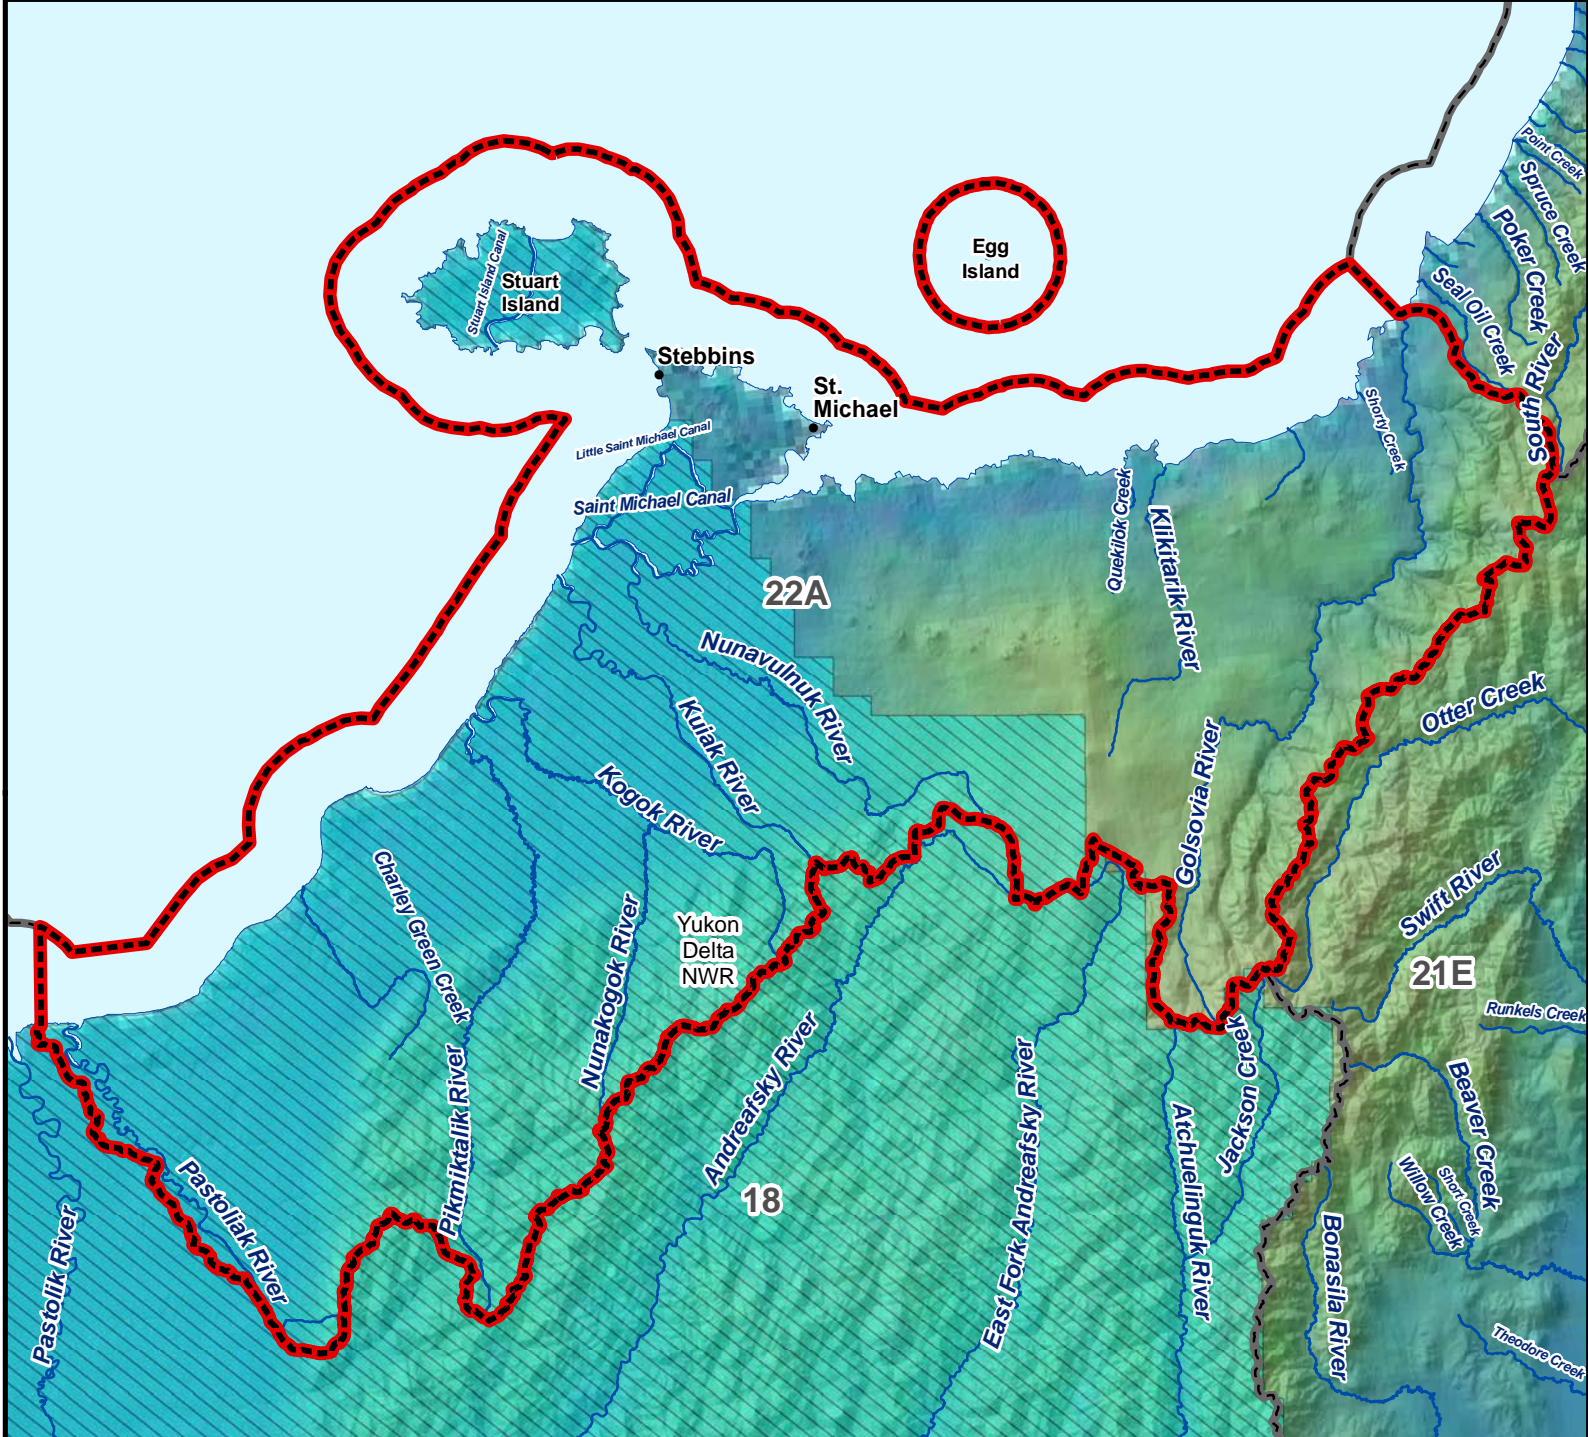 Point Creek
Spruce Creek
Poker Creek
Egg
Island
Stuart Island Canal
Stuart
Island
Seal Oil Creek
South River
Stebbins
St.
Michael
Shorty Creek
Little Saint Michael Canal
Saint Michael Canal
Quekilok Creek
Klikitarik River
22A
Nunavulnuk River
Kuiak River
Otter Creek
Kogok River
Golsovia River
Charley Green Creek
Swift River
Nunakogok River
Yukon
Delta
NWR
21E
Runkels Creek
Andreafsky River
Jackson Creek
Pikmiktalik River
East Fork Andreafsky River
Beaver Creek
Atchuelinguk River
Pastoliak River
18
Willow Creek
Short Creek
Pastolik River
Bonasila River
Theodore Creek